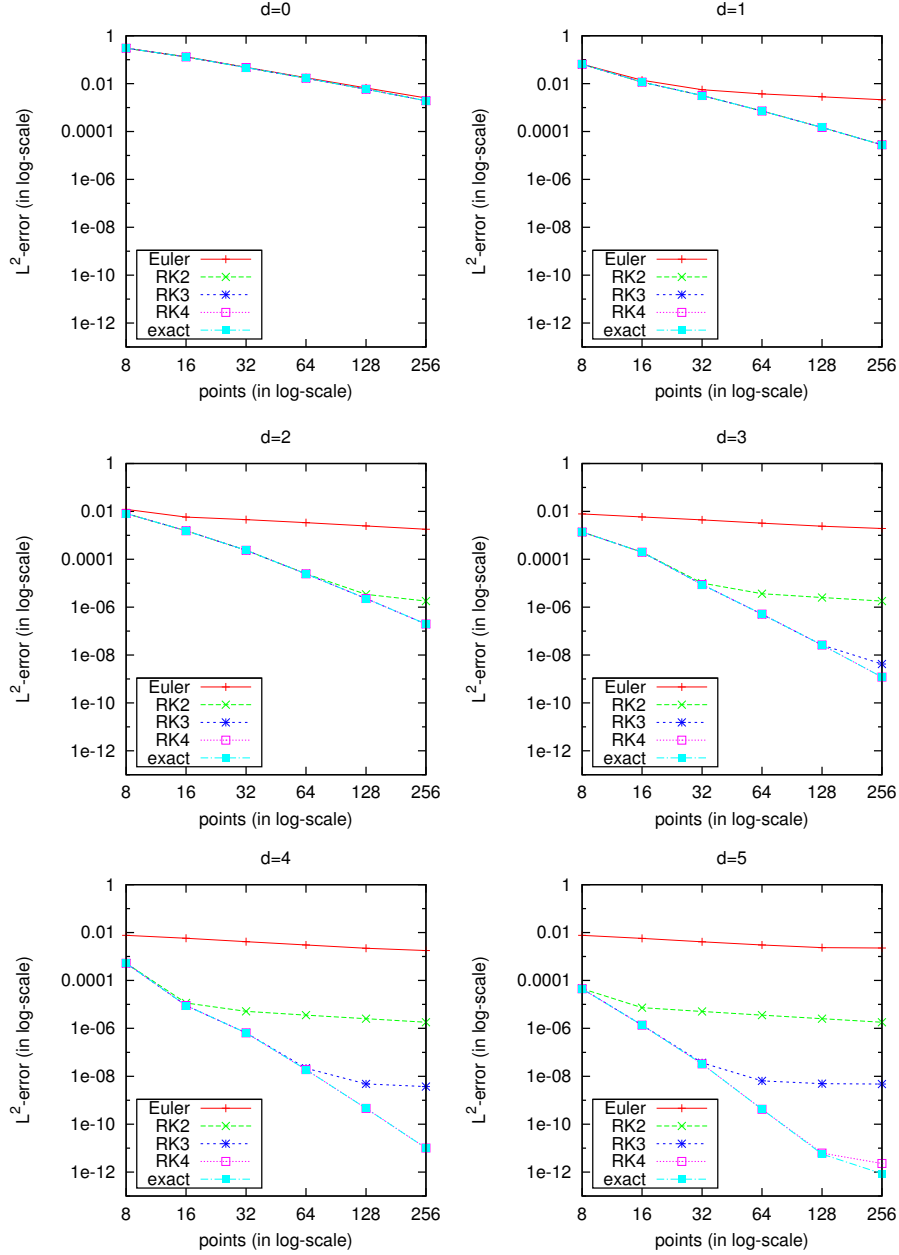 d=0
1
0.01
0.0001
1e-06
1e-08
1e-10
1e-12
L²-error (in log-scale)
Euler
RK2
RK3
RK4
exact
8 16 32 64 128 256
points (in log-scale)
d=1
1
0.01
0.0001
1e-06
1e-08
1e-10
1e-12
L²-error (in log-scale)
Euler
RK2
RK3
RK4
exact
8 16 32 64 128 256
points (in log-scale)
d=2
1
0.01
0.0001
1e-06
1e-08
1e-10
1e-12
L²-error (in log-scale)
Euler
RK2
RK3
RK4
exact
8 16 32 64 128 256
points (in log-scale)
d=3
1
0.01
0.0001
1e-06
1e-08
1e-10
1e-12
L²-error (in log-scale)
Euler
RK2
RK3
RK4
exact
8 16 32 64 128 256
points (in log-scale)
d=4
1
0.01
0.0001
1e-06
1e-08
1e-10
1e-12
L²-error (in log-scale)
Euler
RK2
RK3
RK4
exact
8 16 32 64 128 256
points (in log-scale)
d=5
1
0.01
0.0001
1e-06
1e-08
1e-10
1e-12
L²-error (in log-scale)
Euler
RK2
RK3
RK4
exact
8 16 32 64 128 256
points (in log-scale)